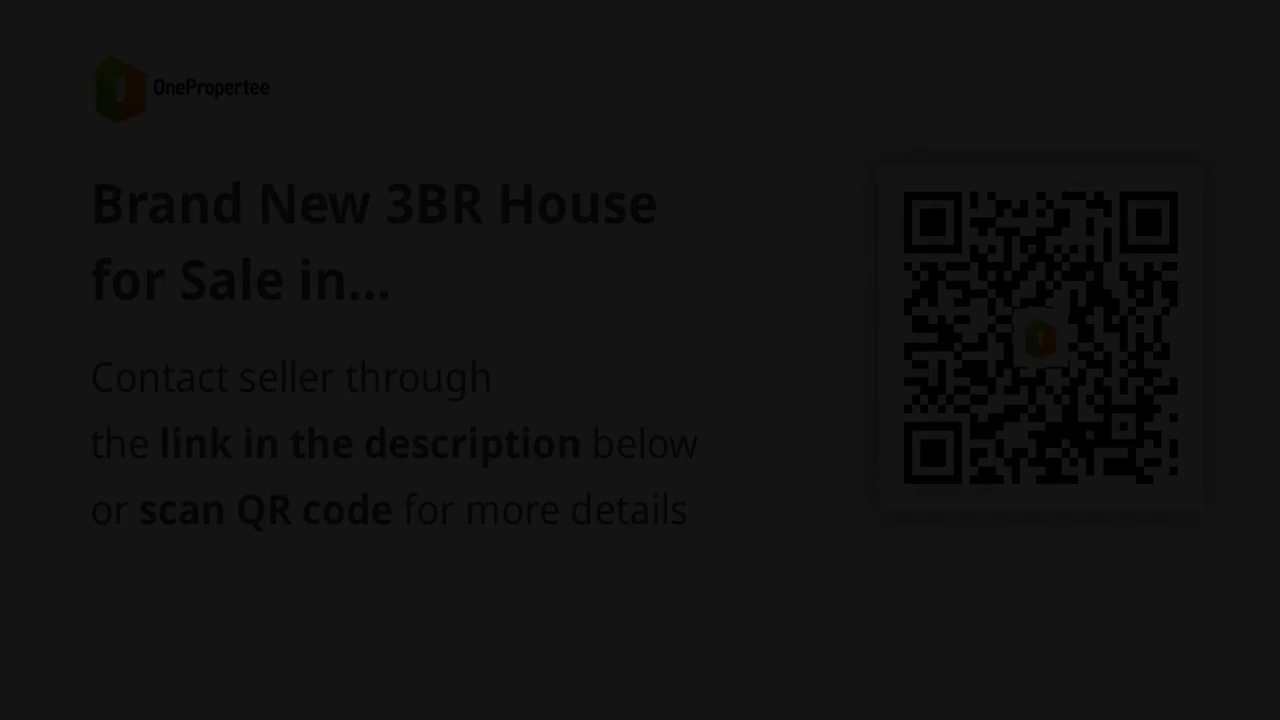 OnePropertee
Brand New 3BR House
for Sale in...
Contact seller through
the link in the description below
or scan QR code for more details